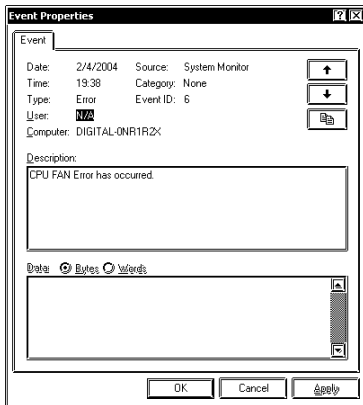 Event Properties
Event
Date: 2/4/2004 Source: System Monitor
Time: 19:38 Category: None
Type: Error Event ID: 6
User: N/A
Computer: DIGITAL-0NR1R2X
Description:
CPU FAN Error has occurred.
Data: Bytes Words
OK Cancel Apply